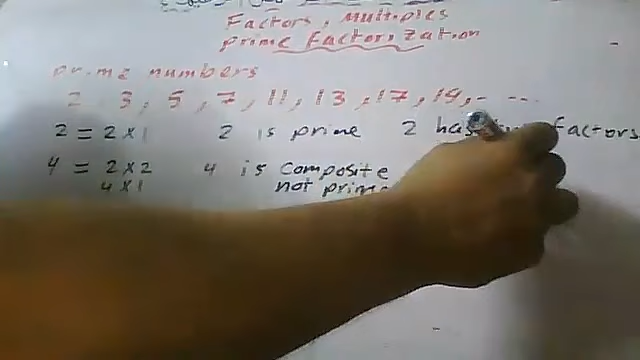 Factors, Multiples
prime Factorization
prime numbers
2 3, 5, 7, 11, 13, 17, 19, - - - -
2 = 2 x 1 2 is prime 2 has factors
4 = 2 x 2 4 is composite
4 x 1 not prime